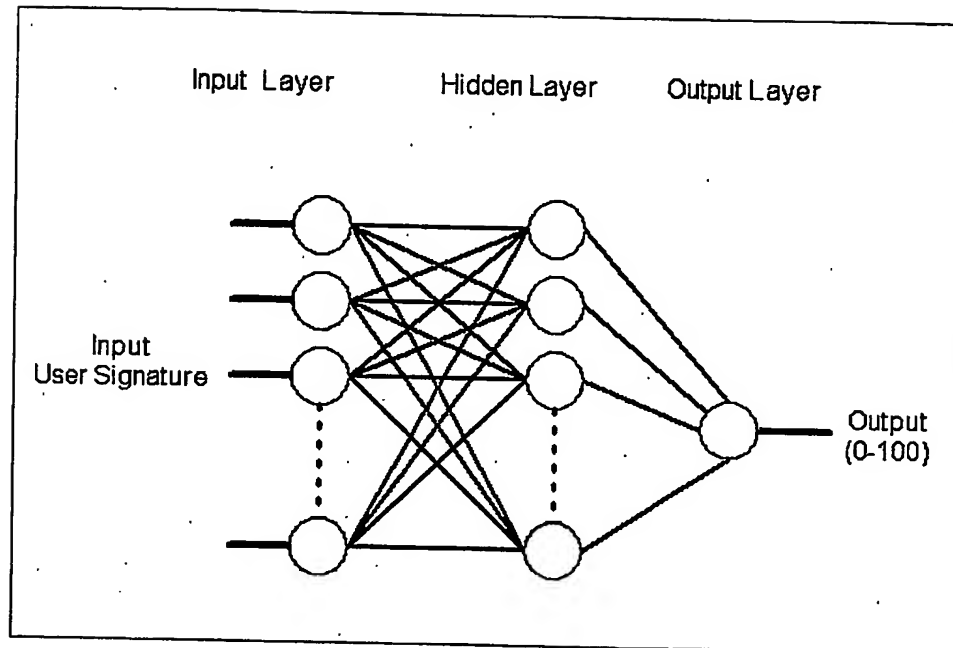 Input Layer
Hidden Layer
Output Layer
Input
User Signature
Output
(0-100)